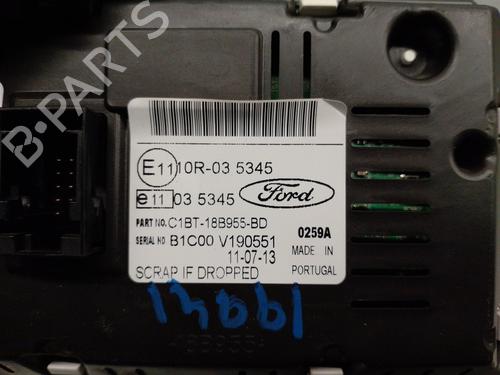 E11 10R-03 5345
e11 03 5345 Ford
PART NO. C1BT-18B955-BD
SERIAL NO B1C00 V190551 0259A
11-07-13 MADE IN
SCRAP IF DROPPED PORTUGAL
B-PARTS